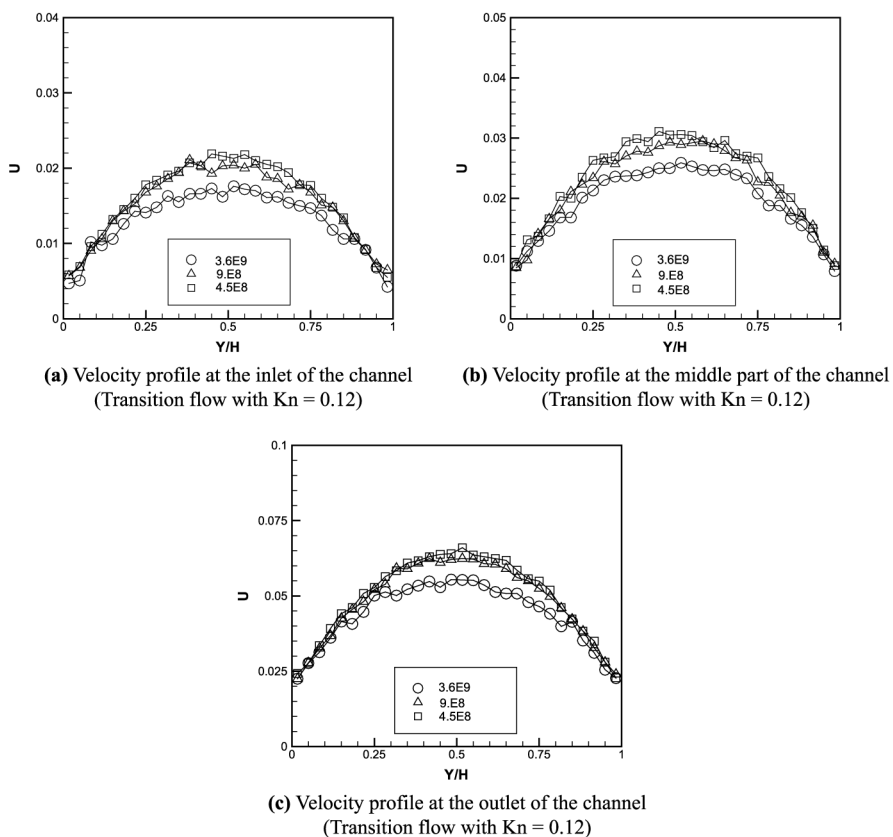 0.04
0.03
0.02
0.01
0
U
0
0.25
0.5
0.75
1
Y/H
3.6E9
9.E8
4.5E8
(a) Velocity profile at the inlet of the channel
(Transition flow with Kn = 0.12)
0.05
0.04
0.03
0.02
0.01
0
U
0
0.25
0.5
0.75
1
Y/H
3.6E9
9.E8
4.5E8
(b) Velocity profile at the middle part of the channel
(Transition flow with Kn = 0.12)
0.1
0.075
0.05
0.025
0
U
0
0.25
0.5
0.75
1
Y/H
3.6E9
9.E8
4.5E8
(c) Velocity profile at the outlet of the channel
(Transition flow with Kn = 0.12)